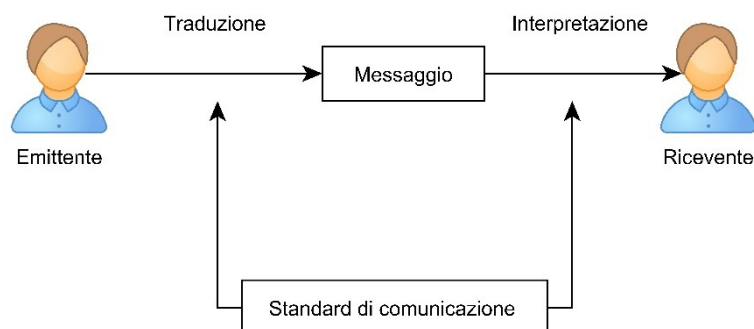 Traduzione
Interpretazione
Messaggio
Emittente
Ricevente
Standard di comunicazione